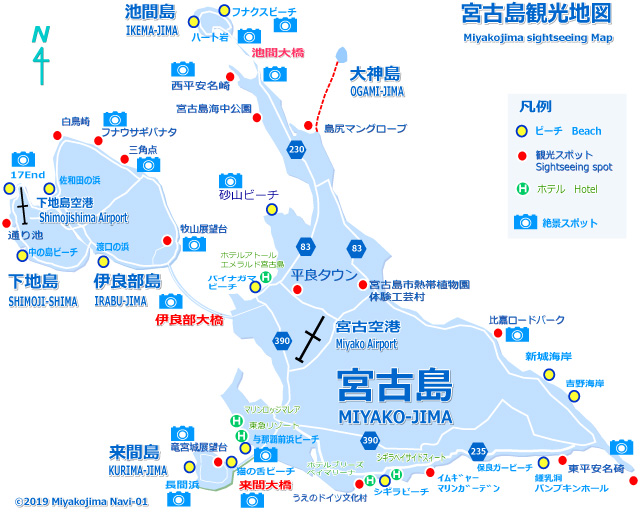 宮古島観光地図
Miyakojima sightseeing Map
N
池間島
IKEMA-JIMA
フナクスビーチ
ハート岩
池間大橋
西平安名崎
大神島
OGAMI-JIMA
宮古島海中公園
島尻マングローブ
凡例
ビーチ Beach
観光スポット
Sightseeing spot
ホテル Hotel
絶景スポット
白鳥崎
フナウサギバナタ
三角点
17End
佐和田の浜
下地島空港
Shimojishima Airport
通り池
中の島ビーチ
渡口の浜
牧山展望台
下地島
SHIMOJI-SHIMA
伊良部島
IRABU-JIMA
伊良部大橋
230
砂山ビーチ
83
83
ホテルアトール
エメラルド宮古島
パイナガマ
ビーチ
平良タウン
宮古島市熱帯植物園
体験工芸村
390
宮古空港
Miyako Airport
比嘉ロードパーク
新城海岸
吉野海岸
宮古島
MIYAKO-JIMA
マリンロッジマレア
東急リゾート
与那覇前浜ビーチ
竜宮城展望台
来間島
KURIMA-JIMA
猫の舌ビーチ
長間浜
来間大橋
390
235
シギラベイサイドスィート
ホテルブリーズ
ベイマリーナ
うえのドイツ文化村
シギラビーチ
イムギャー
マリンガーデン
保良ガービーチ
鍾乳洞
パンプキンホール
東平安名崎
©2019 Miyakojima Navi-01